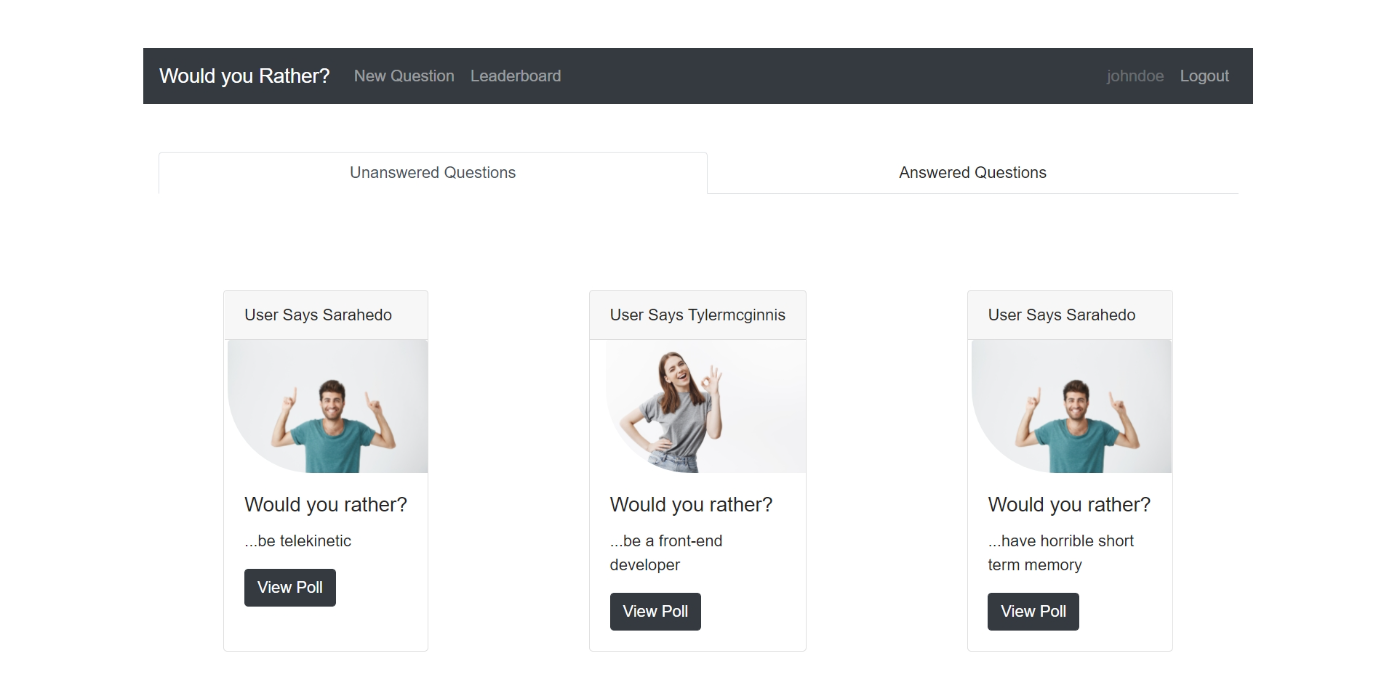 Would you Rather? New Question Leaderboard johndoe Logout
Unanswered Questions Answered Questions
User Says Sarahedo
Would you rather?
...be telekinetic
View Poll
User Says Tylermcginnis
Would you rather?
...be a front-end
developer
View Poll
User Says Sarahedo
Would you rather?
...have horrible short
term memory
View Poll